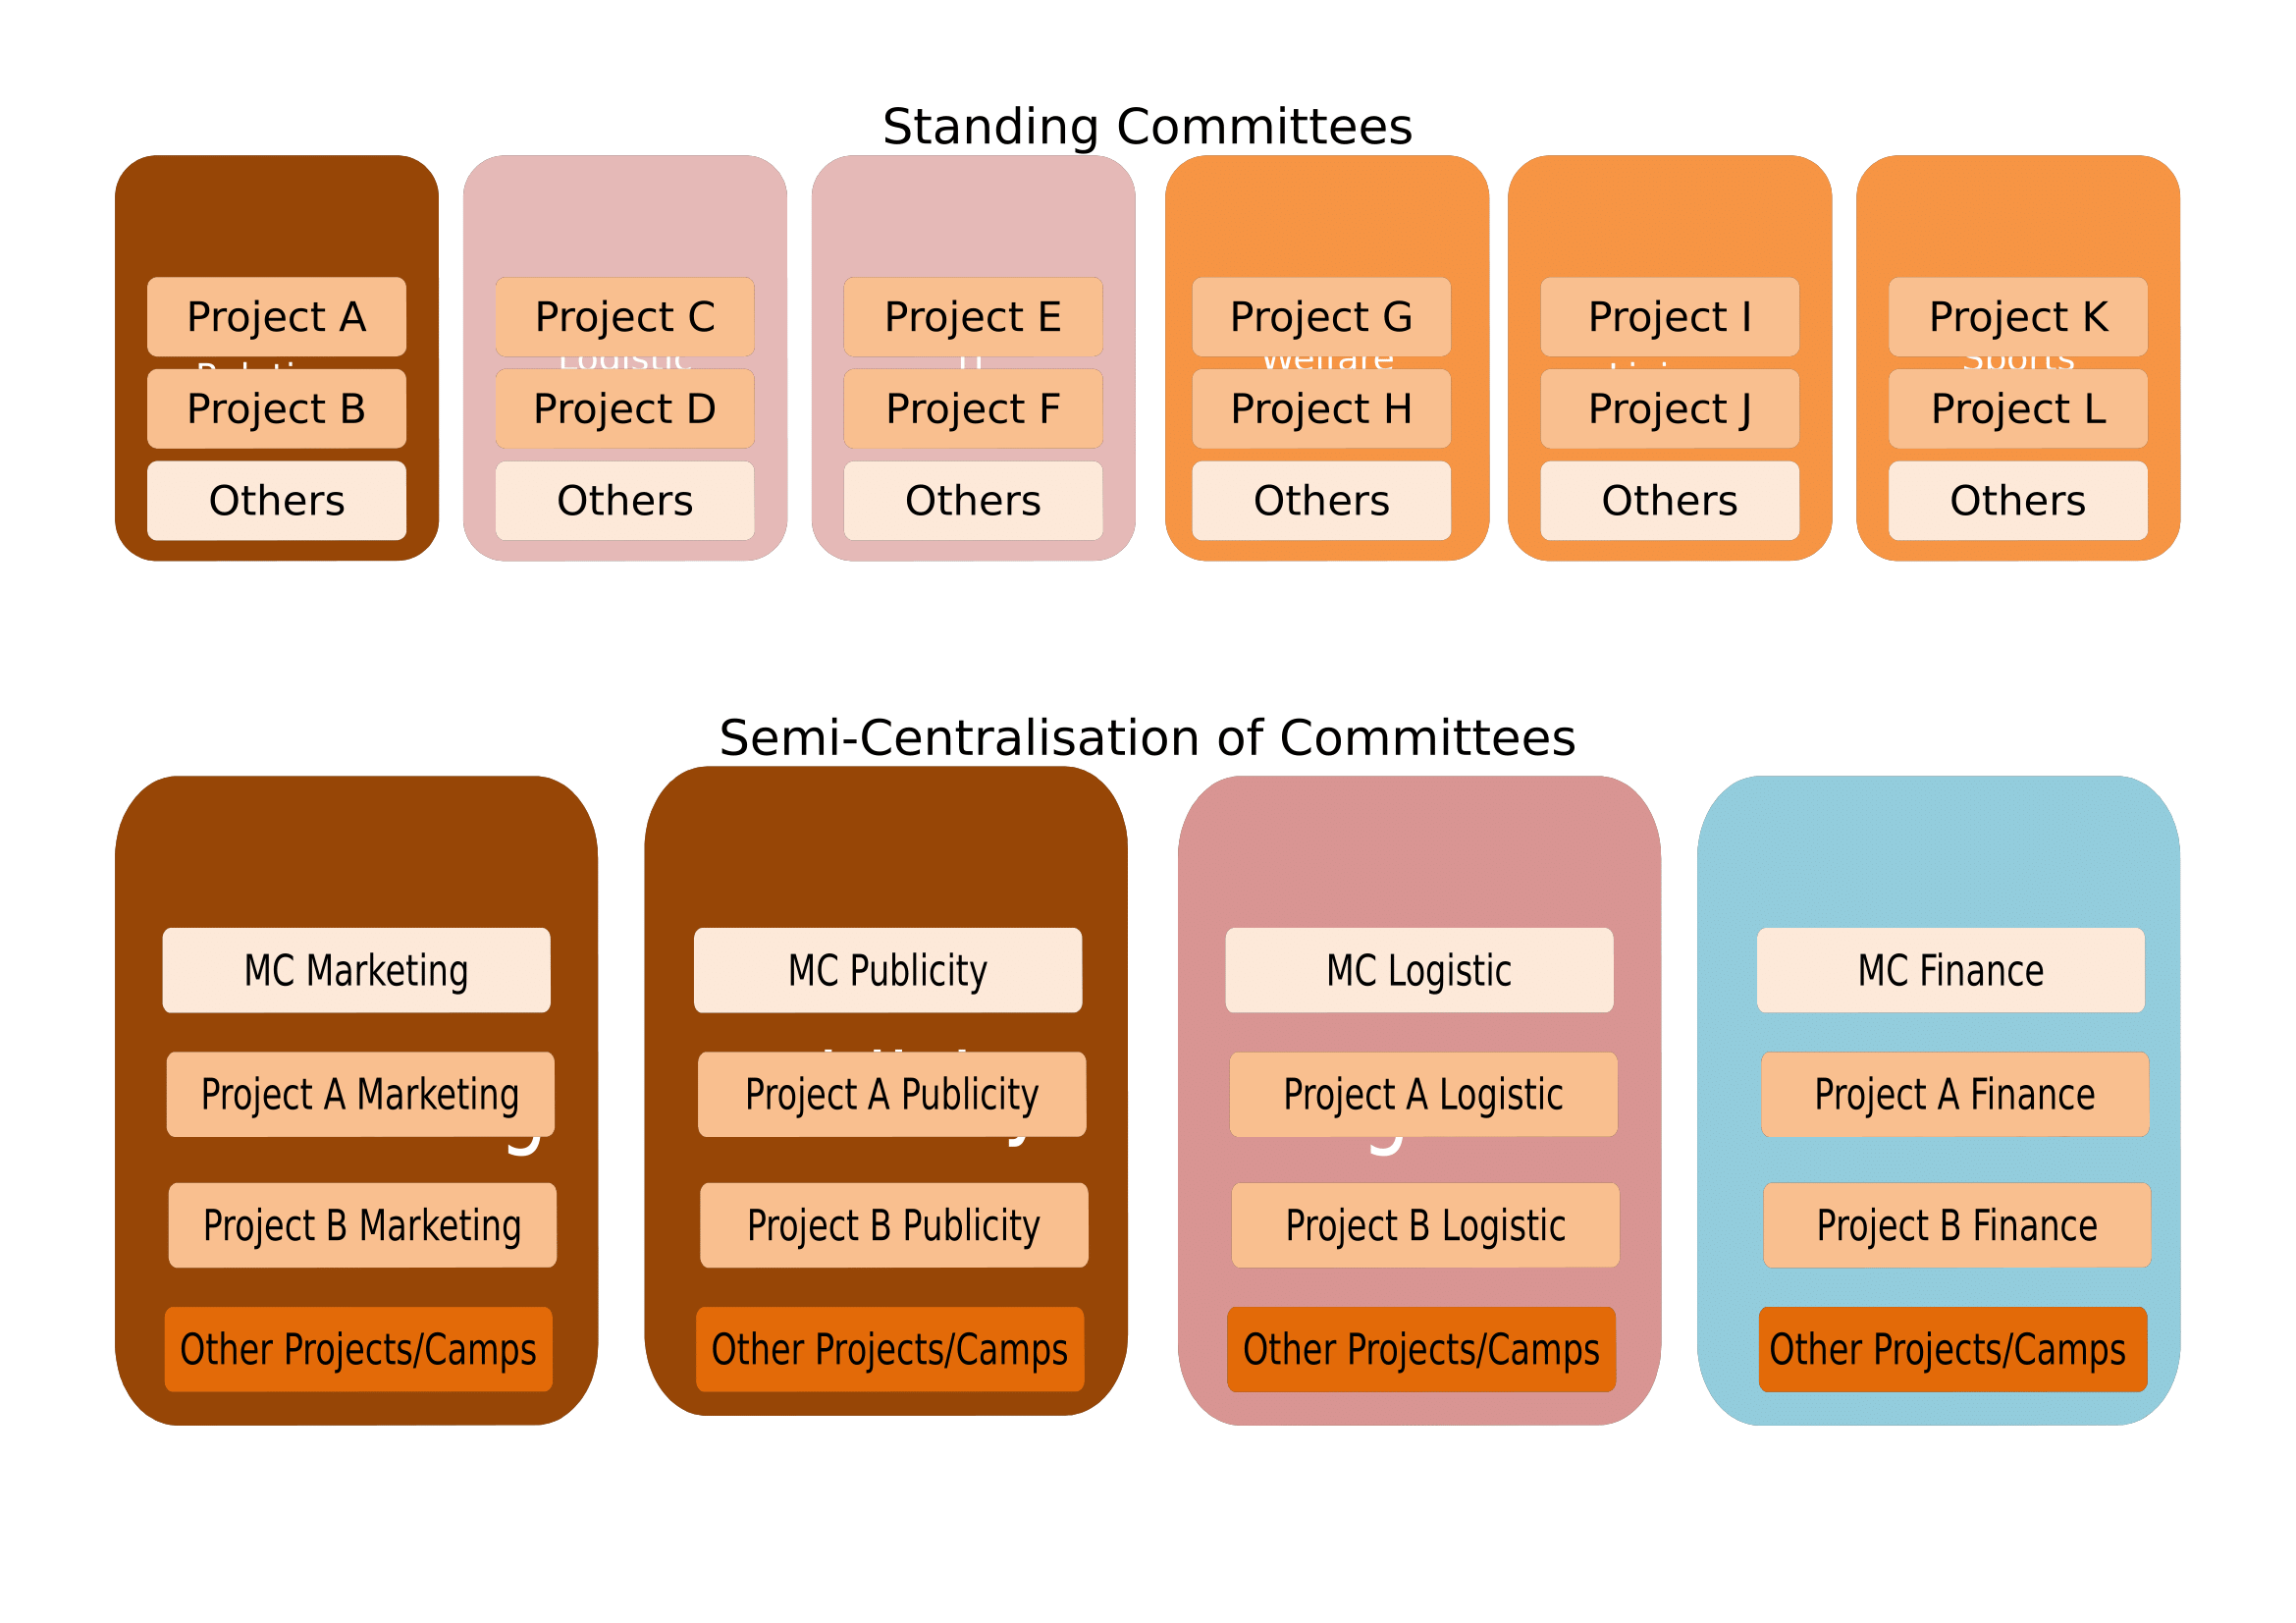 Standing Committees
Project A
Project C
Project E
Project G
Project I
Project K
Logistic
Welfare
Sports
Project B
Project D
Project F
Project H
Project J
Project L
Others
Others
Others
Others
Others
Others
Semi-Centralisation of Committees
MC Marketing
MC Publicity
MC Logistic
MC Finance
Project A Marketing
Project A Publicity
Project A Logistic
Project A Finance
Project B Marketing
Project B Publicity
Project B Logistic
Project B Finance
Other Projects/Camps
Other Projects/Camps
Other Projects/Camps
Other Projects/Camps